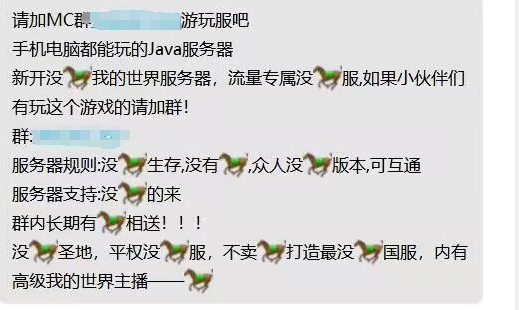 请加MC群 游玩服吧
手机电脑都能玩的Java服务器
新开没🐎我的世界服务器，流量专属没🐎服,如果小伙伴们
有玩这个游戏的请加群！
群:
服务器规则:没🐎生存,没有🐎,众人没🐎版本,可互通
服务器支持:没🐎的来
群内长期有🐎相送！！！
没🐎圣地，平权没🐎服，不卖🐎打造最没🐎国服，内有
高级我的世界主播——🐎